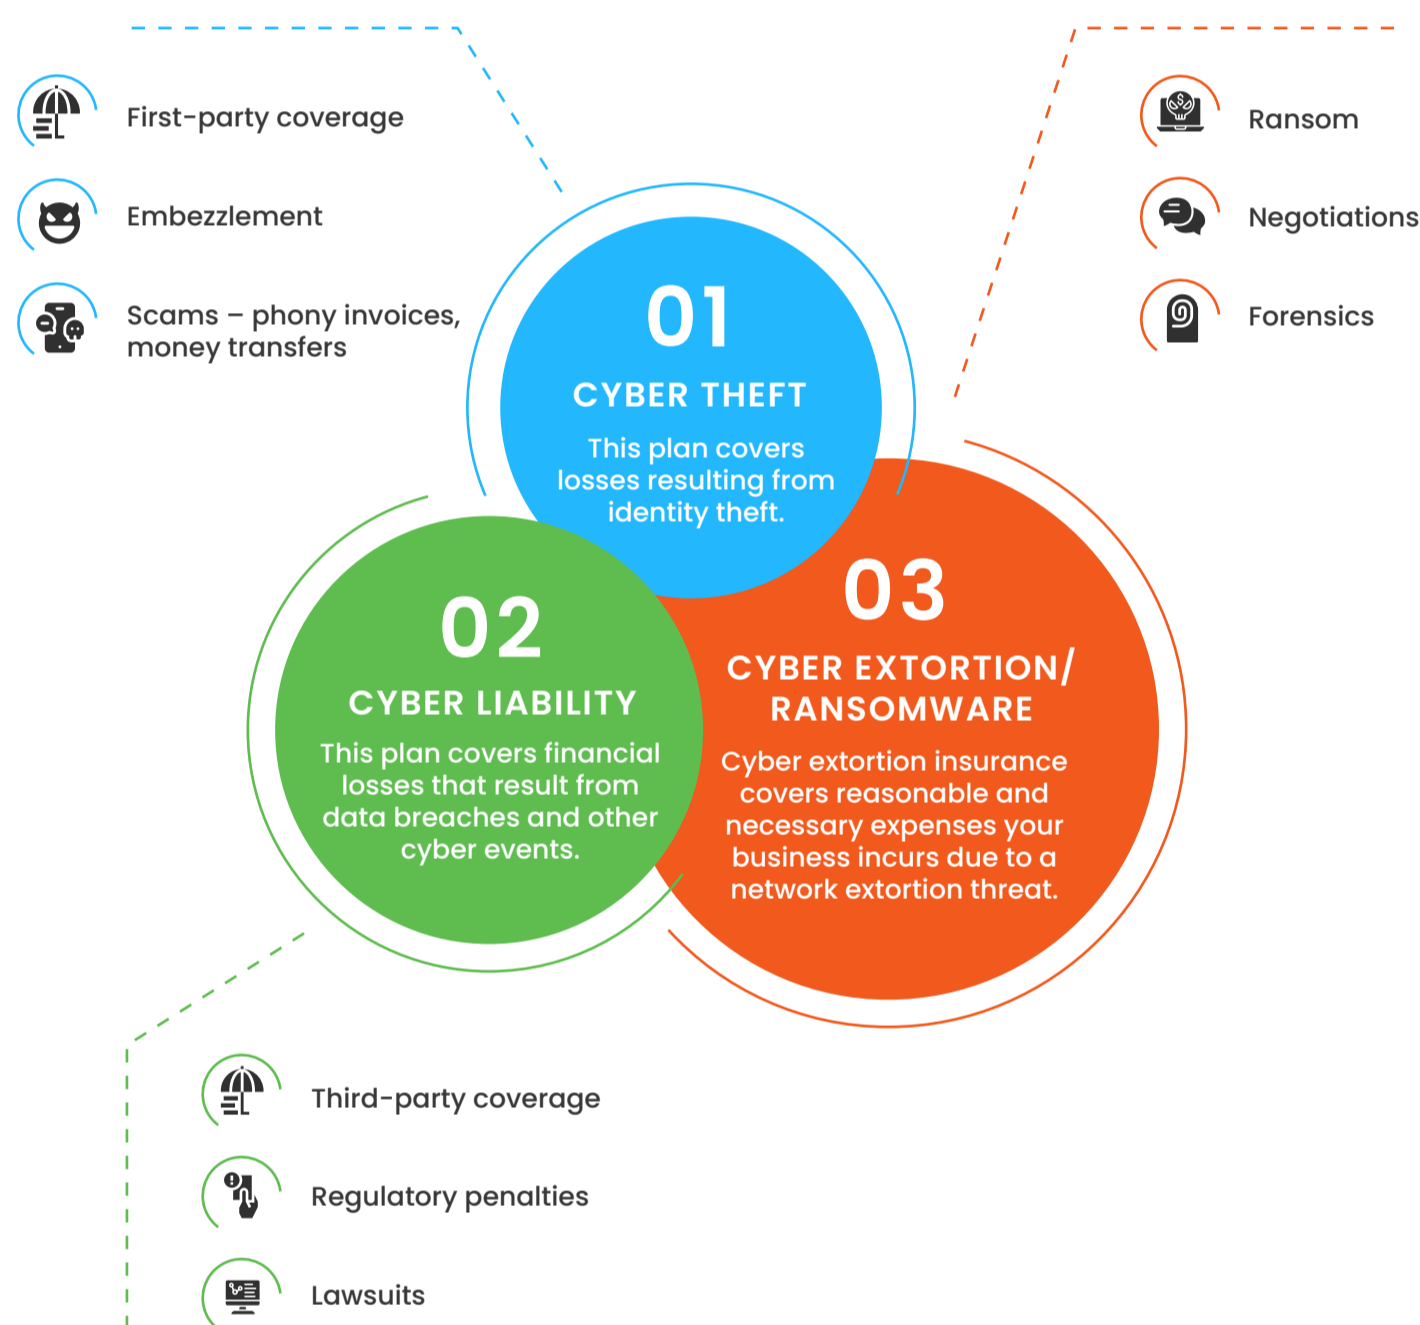 First-party coverage
Embezzlement
Scams – phony invoices,
money transfers
Ransom
Negotiations
Forensics
01
CYBER THEFT
This plan covers
losses resulting from
identity theft.
02
CYBER LIABILITY
This plan covers financial
losses that result from
data breaches and other
cyber events.
03
CYBER EXTORTION/
RANSOMWARE
Cyber extortion insurance
covers reasonable and
necessary expenses your
business incurs due to a
network extortion threat.
Third-party coverage
Regulatory penalties
Lawsuits